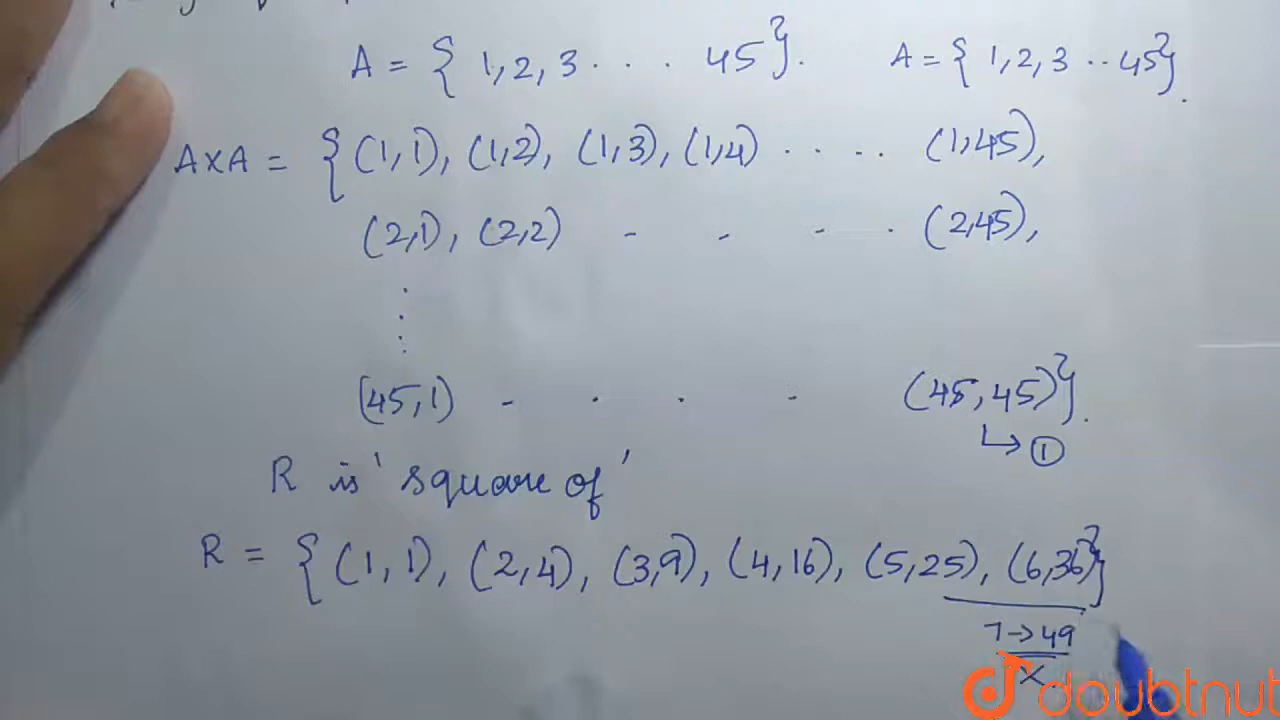 A = { 1, 2, 3 . . . . 45 }. A = { 1, 2, 3 .. 45 }.
A × A = { (1, 1), (1, 2), (1, 3), (1, 4) . . . . . (1, 45),
(2, 1), (2, 2) - - - . (2, 45),
(45, 1) - . . - (45, 45) }.
↳ ①
R is 'square of'
R = { (1, 1), (2, 4), (3, 9), (4, 16), (5, 25), (6, 36) }
7 → 49
×
doubtnut